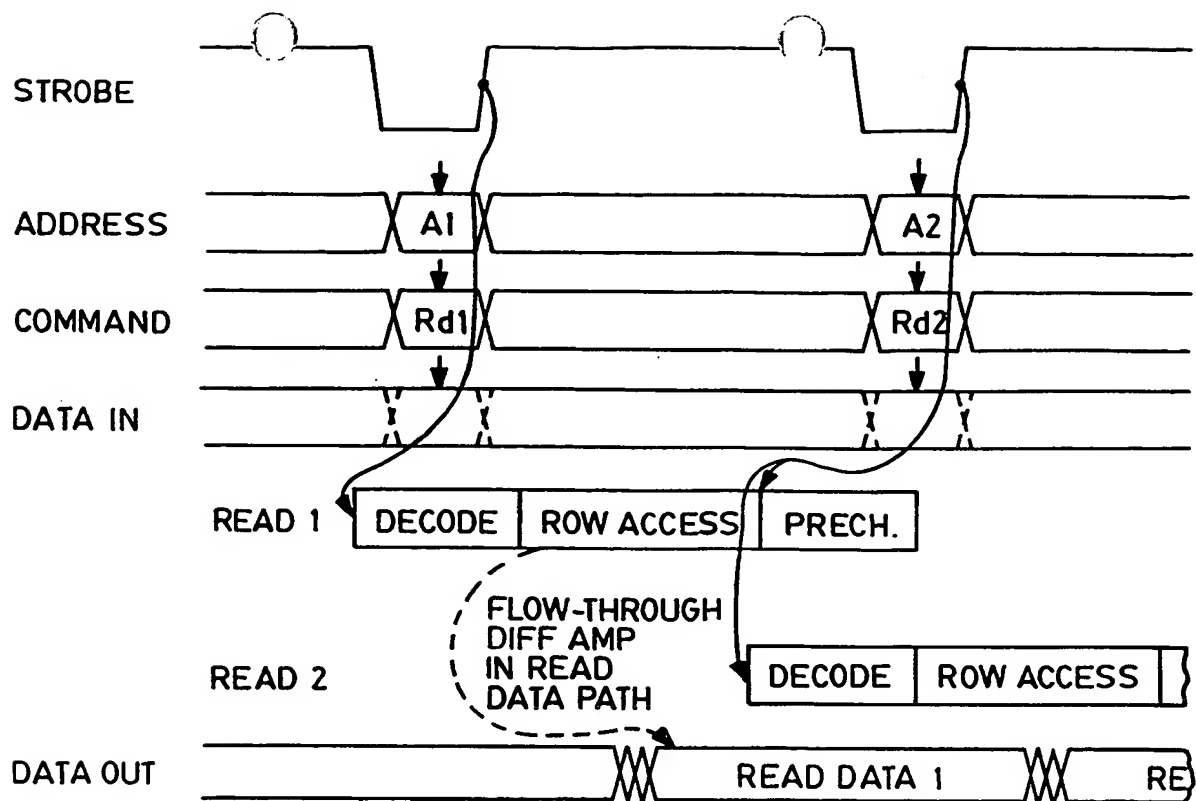 STROBE
ADDRESS A1 A2
COMMAND Rd1 Rd2
DATA IN
READ 1 DECODE ROW ACCESS PRECH.
FLOW-THROUGH
DIFF AMP
IN READ
DATA PATH
READ 2 DECODE ROW ACCESS
DATA OUT READ DATA 1 RE